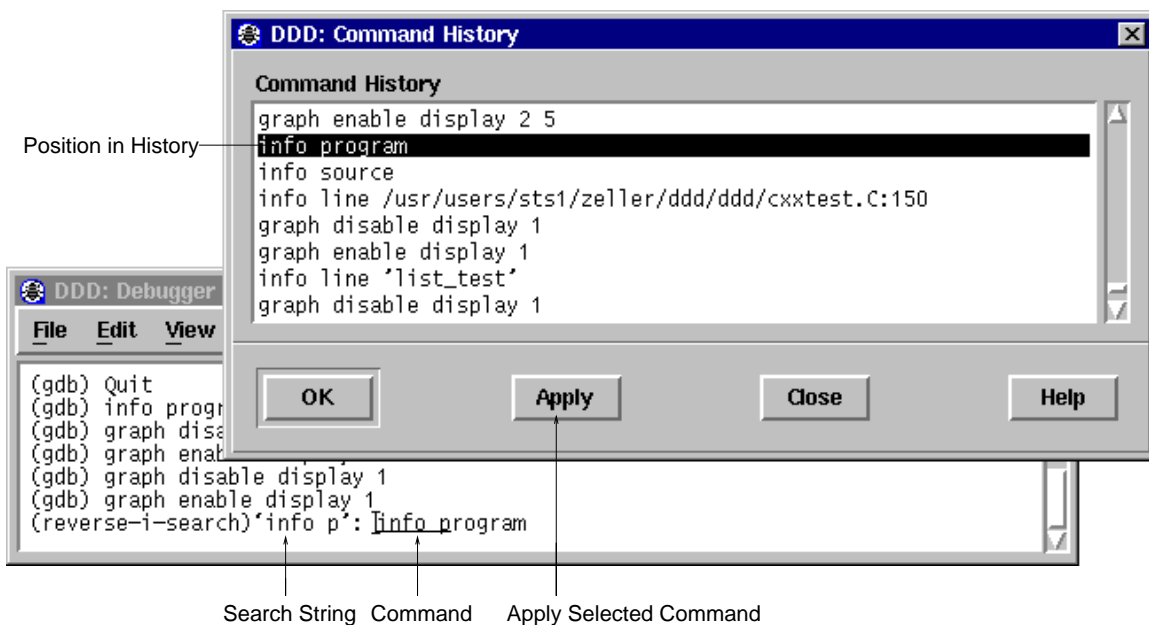 DDD: Command History
Command History
graph enable display 2 5
Position in History
info program
info source
info line /usr/users/sts1/zeller/ddd/ddd/cxxtest.C:150
graph disable display 1
graph enable display 1
info line 'list_test'
graph disable display 1
OK Apply Close Help
DDD: Debugger
File Edit View
(gdb) Quit
(gdb) info progr
(gdb) graph disa
(gdb) graph enab
(gdb) graph disable display 1
(gdb) graph enable display 1
(reverse-i-search)‘info p’: info program
Search String Command Apply Selected Command